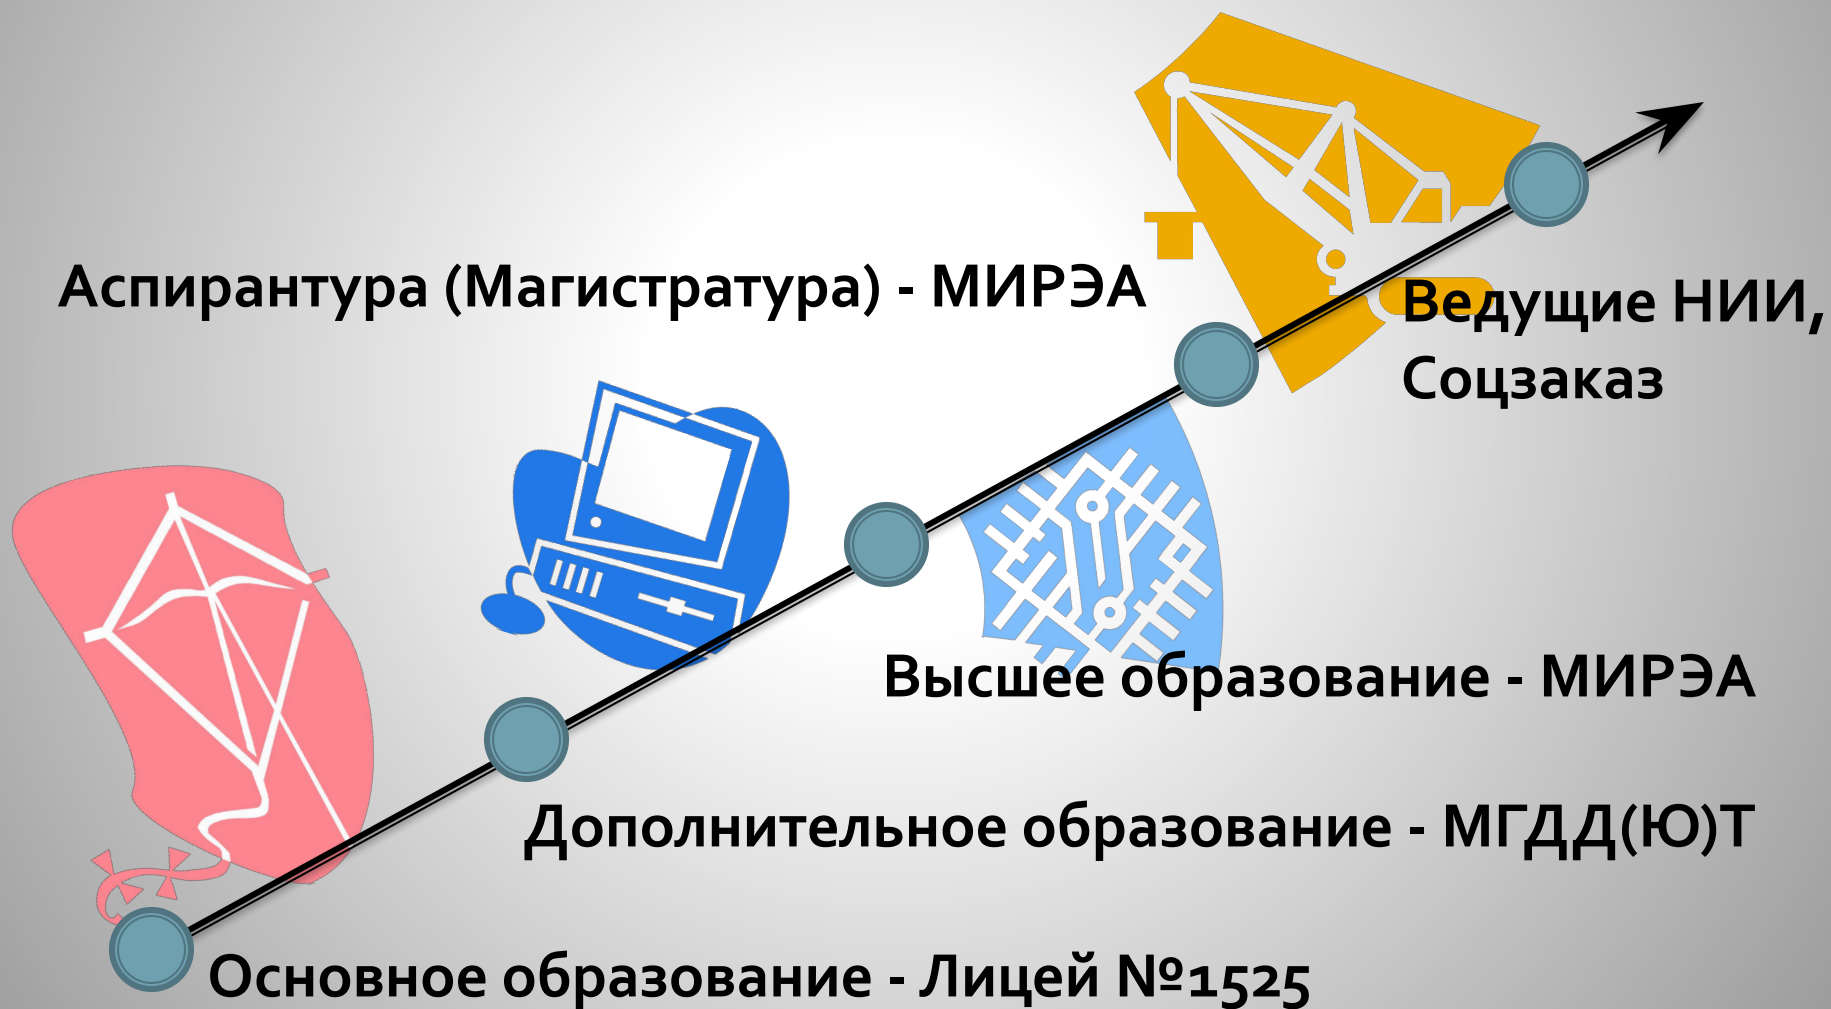 Аспирантура (Магистратура) - МИРЭА
Ведущие НИИ,
Соцзаказ
Высшее образование - МИРЭА
Дополнительное образование - МГДД(Ю)Т
Основное образование - Лицей №1525